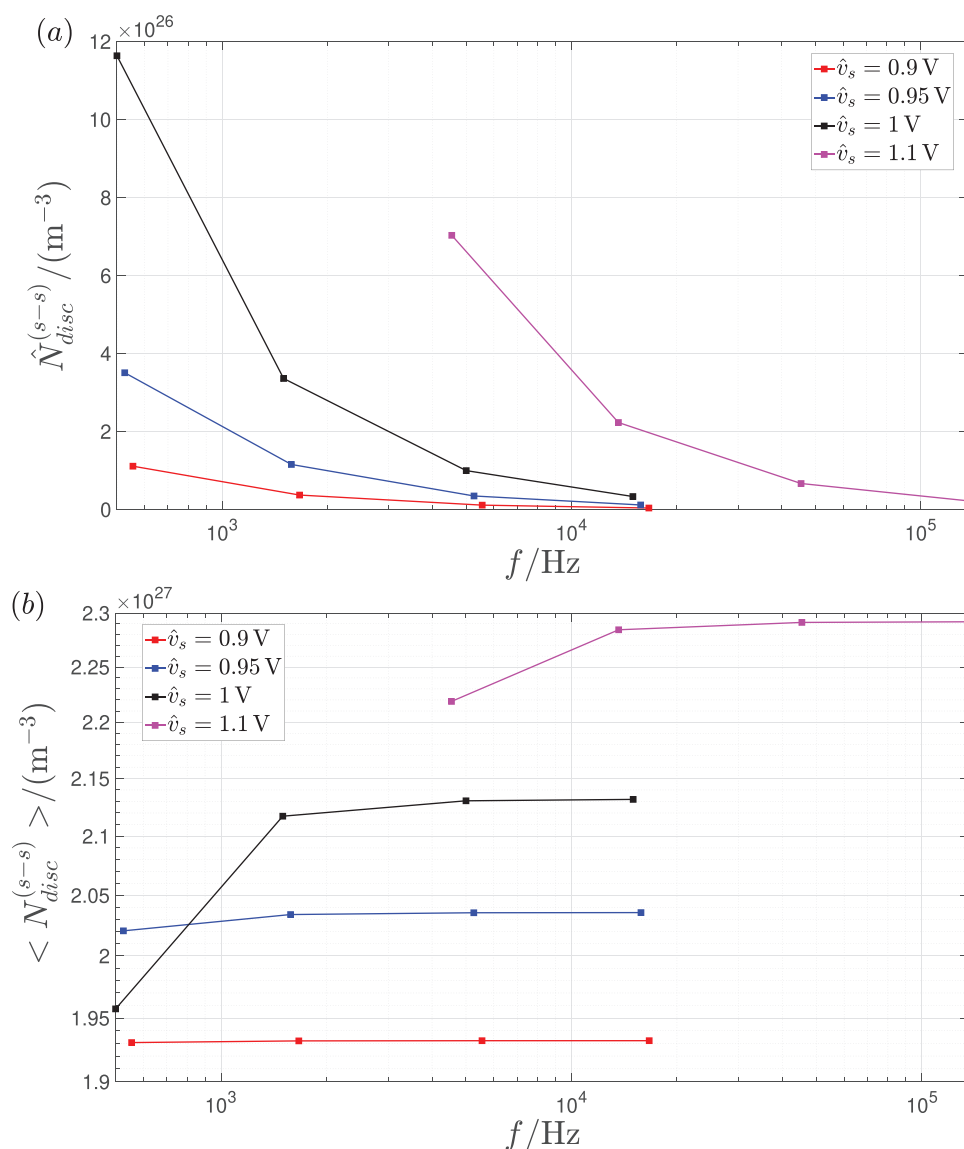 (a)
×10^26
12
10
8
6
4
2
0
N̂_disc^(s−s)/(m^−3)
v̂_s = 0.9 V
v̂_s = 0.95 V
v̂_s = 1 V
v̂_s = 1.1 V
10^3 10^4 10^5
f/Hz
(b)
×10^27
2.3
2.25
2.2
2.15
2.1
2.05
2
1.95
1.9
< N_disc^(s−s) >/(m^−3)
v̂_s = 0.9 V
v̂_s = 0.95 V
v̂_s = 1 V
v̂_s = 1.1 V
10^3 10^4 10^5
f/Hz